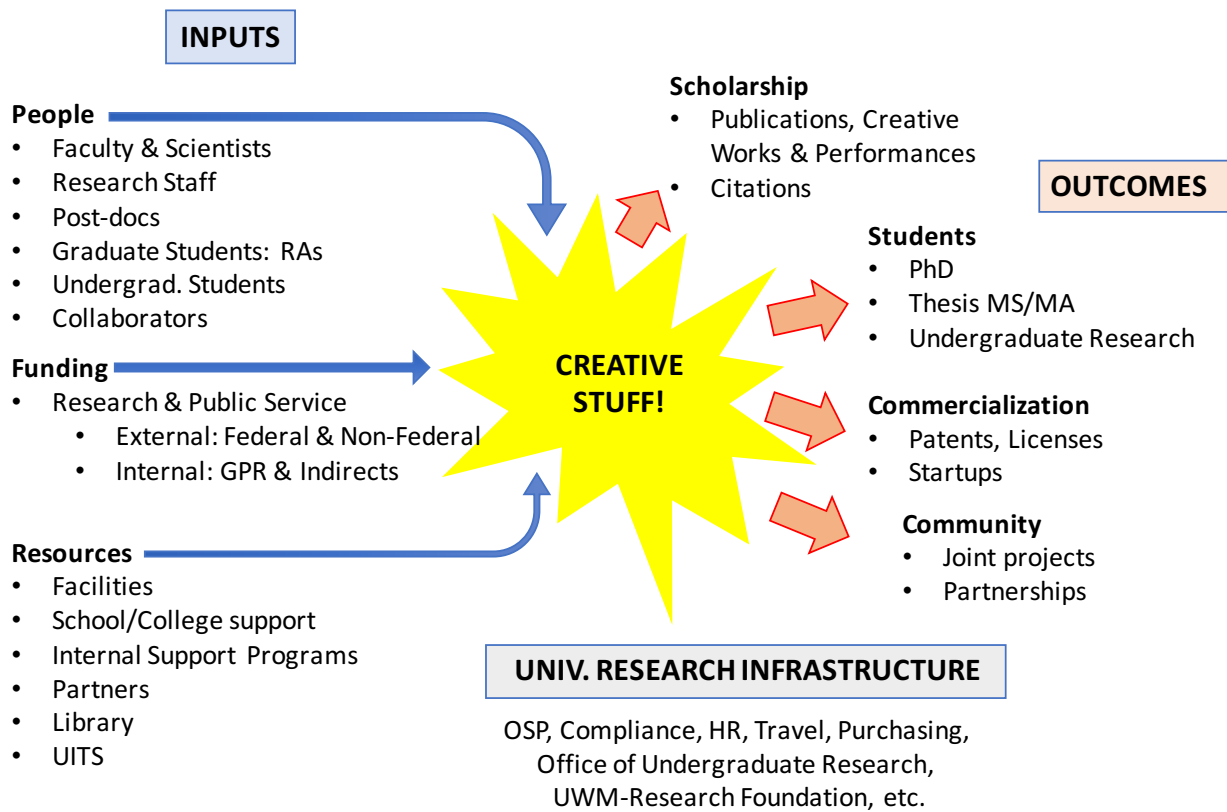 INPUTS
People
• Faculty & Scientists
• Research Staff
• Post-docs
• Graduate Students: RAs
• Undergrad. Students
• Collaborators
Funding
• Research & Public Service
• External: Federal & Non-Federal
• Internal: GPR & Indirects
Resources
• Facilities
• School/College support
• Internal Support Programs
• Partners
• Library
• UITS
CREATIVE
STUFF!
Scholarship
• Publications, Creative
Works & Performances
• Citations
OUTCOMES
Students
• PhD
• Thesis MS/MA
• Undergraduate Research
Commercialization
• Patents, Licenses
• Startups
Community
• Joint projects
• Partnerships
UNIV. RESEARCH INFRASTRUCTURE
OSP, Compliance, HR, Travel, Purchasing,
Office of Undergraduate Research,
UWM-Research Foundation, etc.